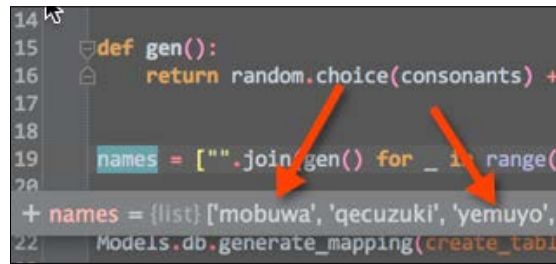 14
15 def gen():
16 return random.choice(consonants) +
17
18
19 names = ["".join(gen() for _ in range(
20
+ names = {list} ['mobuwa', 'qecuzuki', 'yemuyo',
22 Models.db.generate_mapping(create_tabl